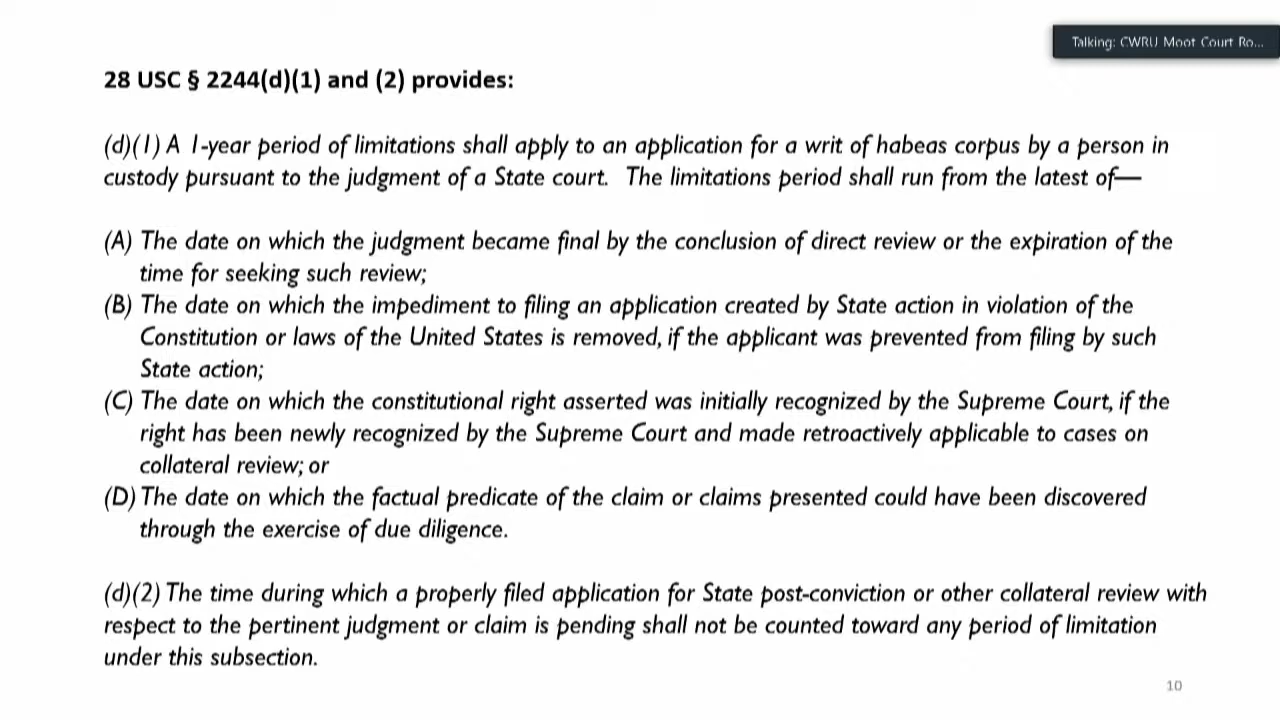 Talking: CWRU Moot Court Ro...
28 USC § 2244(d)(1) and (2) provides:
(d)(1) A 1-year period of limitations shall apply to an application for a writ of habeas corpus by a person in
custody pursuant to the judgment of a State court. The limitations period shall run from the latest of—
(A) The date on which the judgment became final by the conclusion of direct review or the expiration of the
time for seeking such review;
(B) The date on which the impediment to filing an application created by State action in violation of the
Constitution or laws of the United States is removed, if the applicant was prevented from filing by such
State action;
(C) The date on which the constitutional right asserted was initially recognized by the Supreme Court, if the
right has been newly recognized by the Supreme Court and made retroactively applicable to cases on
collateral review; or
(D) The date on which the factual predicate of the claim or claims presented could have been discovered
through the exercise of due diligence.
(d)(2) The time during which a properly filed application for State post-conviction or other collateral review with
respect to the pertinent judgment or claim is pending shall not be counted toward any period of limitation
under this subsection.
10